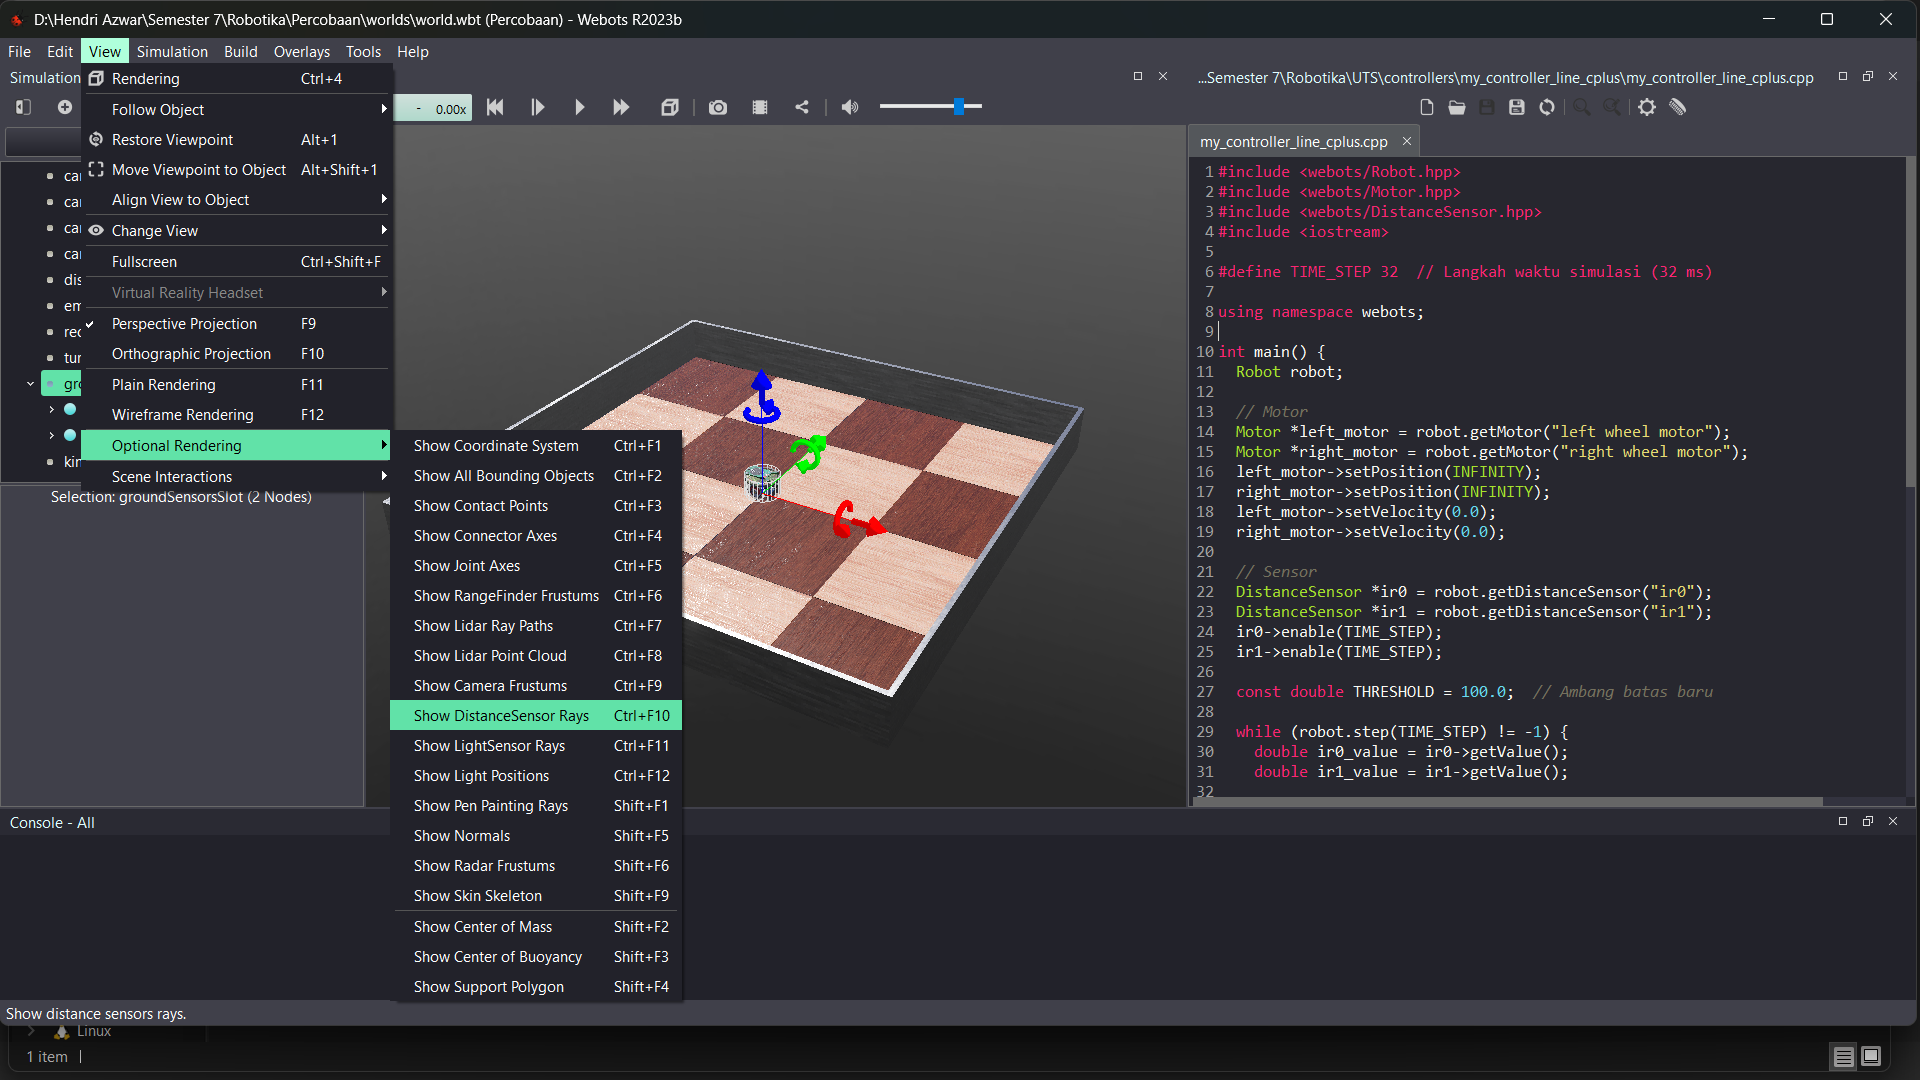 D:\Hendri Azwar\Semester 7\Robotika\Percobaan\worlds\world.wbt (Percobaan) - Webots R2023b
File Edit View Simulation Build Overlays Tools Help
Simulation
Rendering Ctrl+4
Follow Object
Restore Viewpoint Alt+1
Move Viewpoint to Object Alt+Shift+1
Align View to Object
Change View
Fullscreen Ctrl+Shift+F
Virtual Reality Headset
Perspective Projection F9
Orthographic Projection F10
Plain Rendering F11
Wireframe Rendering F12
Optional Rendering
Scene Interactions
Selection: groundSensorsSlot (2 Nodes)
- 0.00x
Show Coordinate System Ctrl+F1
Show All Bounding Objects Ctrl+F2
Show Contact Points Ctrl+F3
Show Connector Axes Ctrl+F4
Show Joint Axes Ctrl+F5
Show RangeFinder Frustums Ctrl+F6
Show Lidar Ray Paths Ctrl+F7
Show Lidar Point Cloud Ctrl+F8
Show Camera Frustums Ctrl+F9
Show DistanceSensor Rays Ctrl+F10
Show LightSensor Rays Ctrl+F11
Show Light Positions Ctrl+F12
Show Pen Painting Rays Shift+F1
Show Normals Shift+F5
Show Radar Frustums Shift+F6
Show Skin Skeleton Shift+F9
Show Center of Mass Shift+F2
Show Center of Buoyancy Shift+F3
Show Support Polygon Shift+F4
...Semester 7\Robotika\UTS\controllers\my_controller_line_cplus\my_controller_line_cplus.cpp
my_controller_line_cplus.cpp
1 #include <webots/Robot.hpp>
2 #include <webots/Motor.hpp>
3 #include <webots/DistanceSensor.hpp>
4 #include <iostream>
5
6 #define TIME_STEP 32 // Langkah waktu simulasi (32 ms)
7
8 using namespace webots;
9
10 int main() {
11 Robot robot;
12
13 // Motor
14 Motor *left_motor = robot.getMotor("left wheel motor");
15 Motor *right_motor = robot.getMotor("right wheel motor");
16 left_motor->setPosition(INFINITY);
17 right_motor->setPosition(INFINITY);
18 left_motor->setVelocity(0.0);
19 right_motor->setVelocity(0.0);
20
21 // Sensor
22 DistanceSensor *ir0 = robot.getDistanceSensor("ir0");
23 DistanceSensor *ir1 = robot.getDistanceSensor("ir1");
24 ir0->enable(TIME_STEP);
25 ir1->enable(TIME_STEP);
26
27 const double THRESHOLD = 100.0; // Ambang batas baru
28
29 while (robot.step(TIME_STEP) != -1) {
30 double ir0_value = ir0->getValue();
31 double ir1_value = ir1->getValue();
32
Console - All
Show distance sensors rays.
Linux
1 item